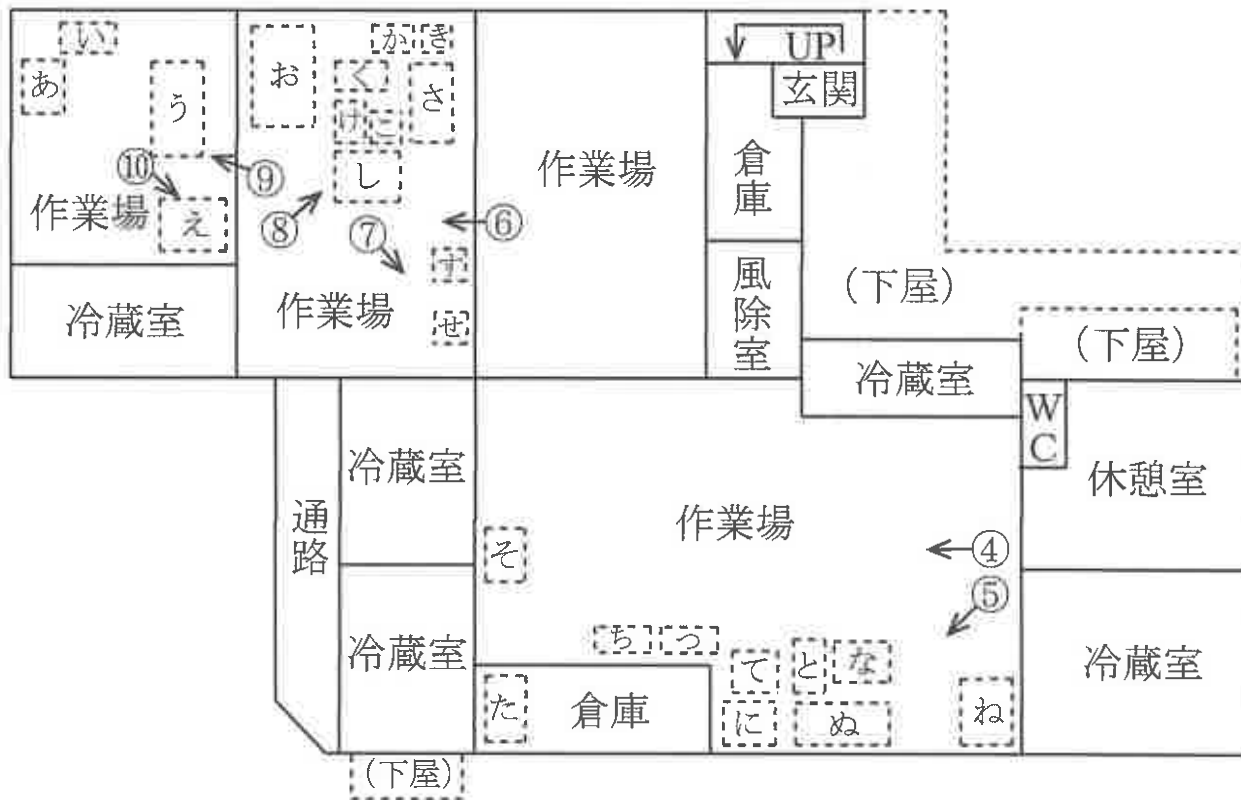 い
か
き
UP
あ
う
お
く
さ
玄関
け
こ
作業場
倉庫
⑩
⑨
し
作業場
え
⑧
⑦
⑥
す
風除室
(下屋)
冷蔵室
作業場
せ
(下屋)
冷蔵室
WC
冷蔵室
休憩室
通路
作業場
そ
④
⑤
冷蔵室
ち
つ
て
と
な
冷蔵室
た
倉庫
に
ぬ
ね
(下屋)